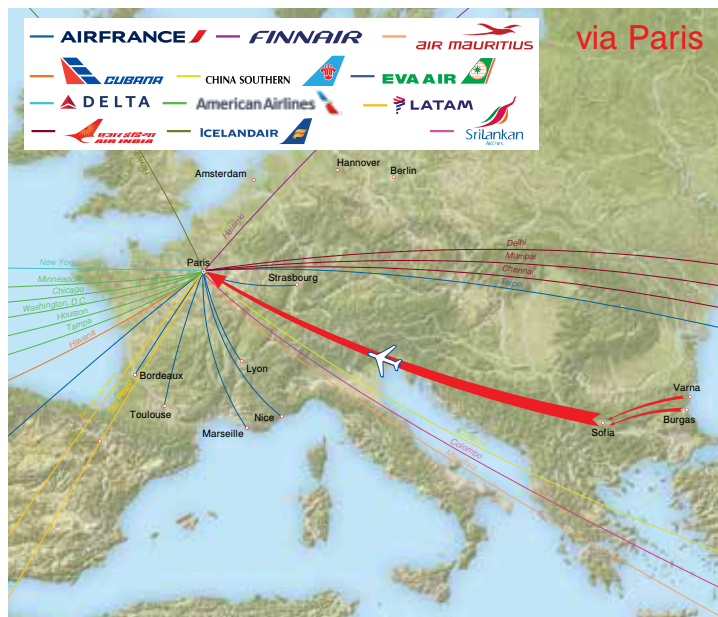 AIRFRANCE
FINNAIR
AIR MAURITIUS
via Paris
CUBANA
CHINA SOUTHERN
EVA AIR
DELTA
American Airlines
LATAM
एअर इंडिया
AIR INDIA
ICELANDAIR
SriLankan
Airlines
Hannover
Amsterdam
Berlin
Helsinki
Delhi
Mumbai
Chennai
Taipei
Paris
New York
Strasbourg
Minneapolis
Chicago
Washington, D.C.
Houston
Tampa
Havana
Lyon
Bordeaux
Toulouse
Nice
Marseille
Varna
Burgas
Sofia
Colombo